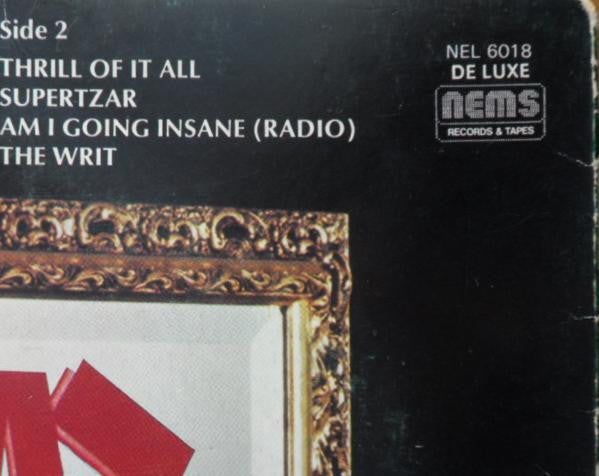 Side 2
THRILL OF IT ALL
SUPERTZAR
AM I GOING INSANE (RADIO)
THE WRIT
NEL 6018
DE LUXE
nems
RECORDS & TAPES